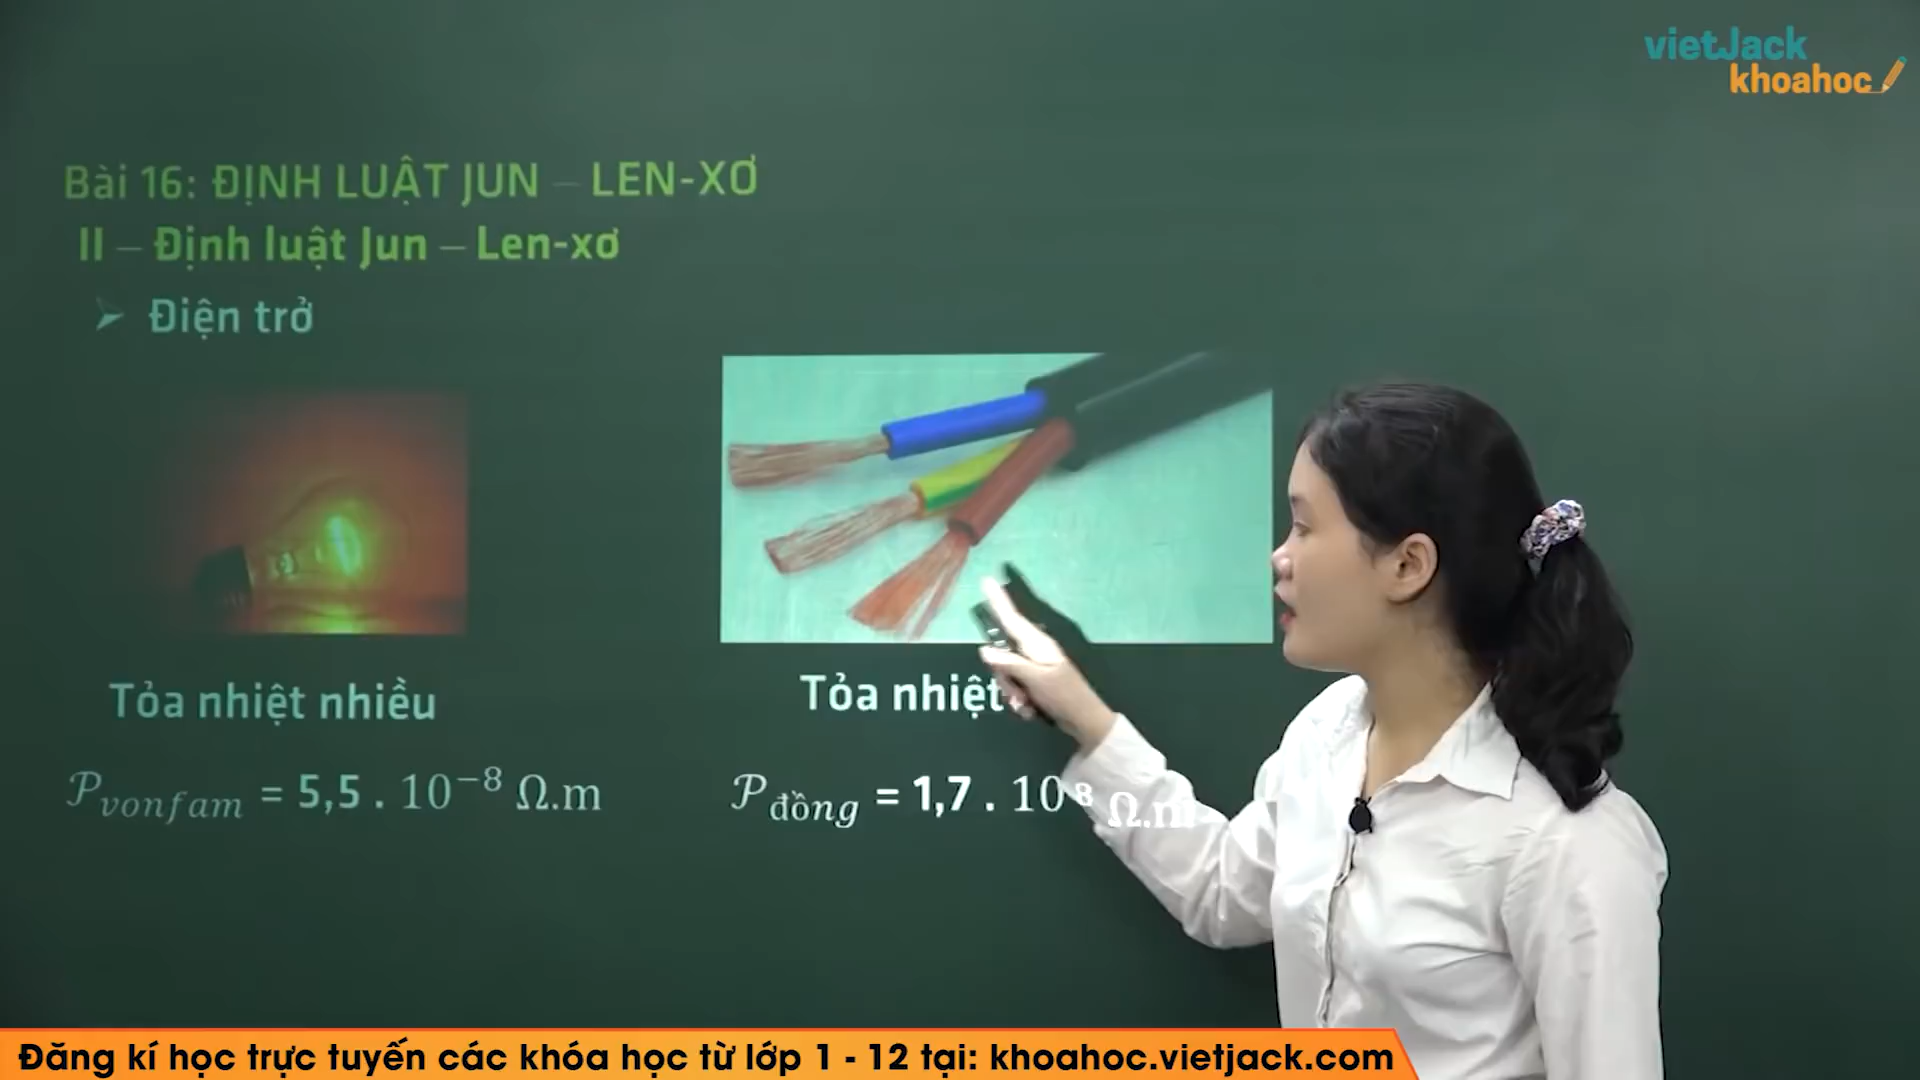 vietJack
khoahoc
Bài 16: ĐỊNH LUẬT JUN – LEN-XƠ
II – Định luật Jun – Len-xơ
➢ Điện trở
Tỏa nhiệt nhiều
Tỏa nhiệt
𝒫vonfam = 5,5 . 10⁻⁸ Ω.m
𝒫đồng = 1,7 . 10 ⁸ Ω.m
Đăng kí học trực tuyến các khóa học từ lớp 1 - 12 tại: khoahoc.vietjack.com